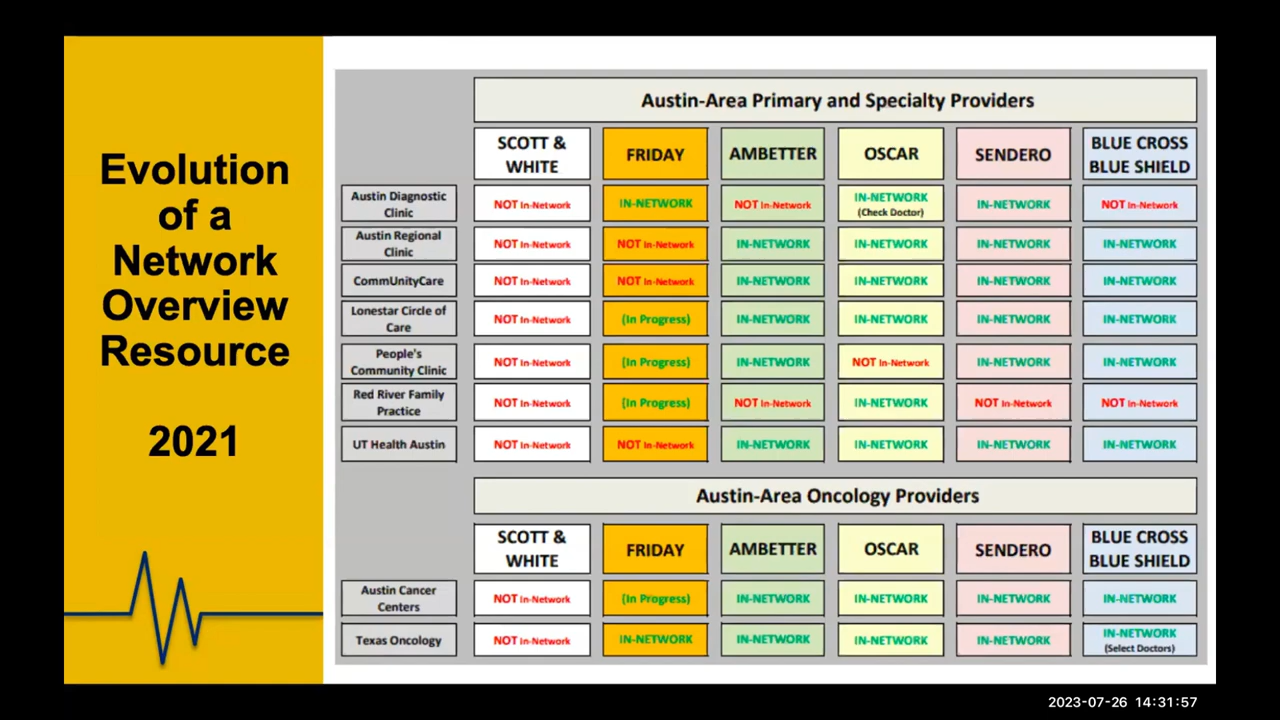 Evolution
of a
Network
Overview
Resource
2021
Austin-Area Primary and Specialty Providers
SCOTT & WHITE FRIDAY AMBETTER OSCAR SENDERO BLUE CROSS BLUE SHIELD
Austin Diagnostic Clinic NOT In-Network IN-NETWORK NOT In-Network IN-NETWORK (Check Doctor) IN-NETWORK NOT In-Network
Austin Regional Clinic NOT In-Network NOT In-Network IN-NETWORK IN-NETWORK IN-NETWORK IN-NETWORK
CommUnityCare NOT In-Network NOT In-Network IN-NETWORK IN-NETWORK IN-NETWORK IN-NETWORK
Lonestar Circle of Care NOT In-Network (In Progress) IN-NETWORK IN-NETWORK IN-NETWORK IN-NETWORK
People's Community Clinic NOT In-Network (In Progress) IN-NETWORK NOT In-Network IN-NETWORK IN-NETWORK
Red River Family Practice NOT In-Network (In Progress) NOT In-Network IN-NETWORK NOT In-Network NOT In-Network
UT Health Austin NOT In-Network NOT In-Network IN-NETWORK IN-NETWORK IN-NETWORK IN-NETWORK
Austin-Area Oncology Providers
SCOTT & WHITE FRIDAY AMBETTER OSCAR SENDERO BLUE CROSS BLUE SHIELD
Austin Cancer Centers NOT In-Network (In Progress) IN-NETWORK IN-NETWORK IN-NETWORK IN-NETWORK
Texas Oncology NOT In-Network IN-NETWORK IN-NETWORK IN-NETWORK IN-NETWORK IN-NETWORK (Select Doctors)
2023-07-26 14:31:57